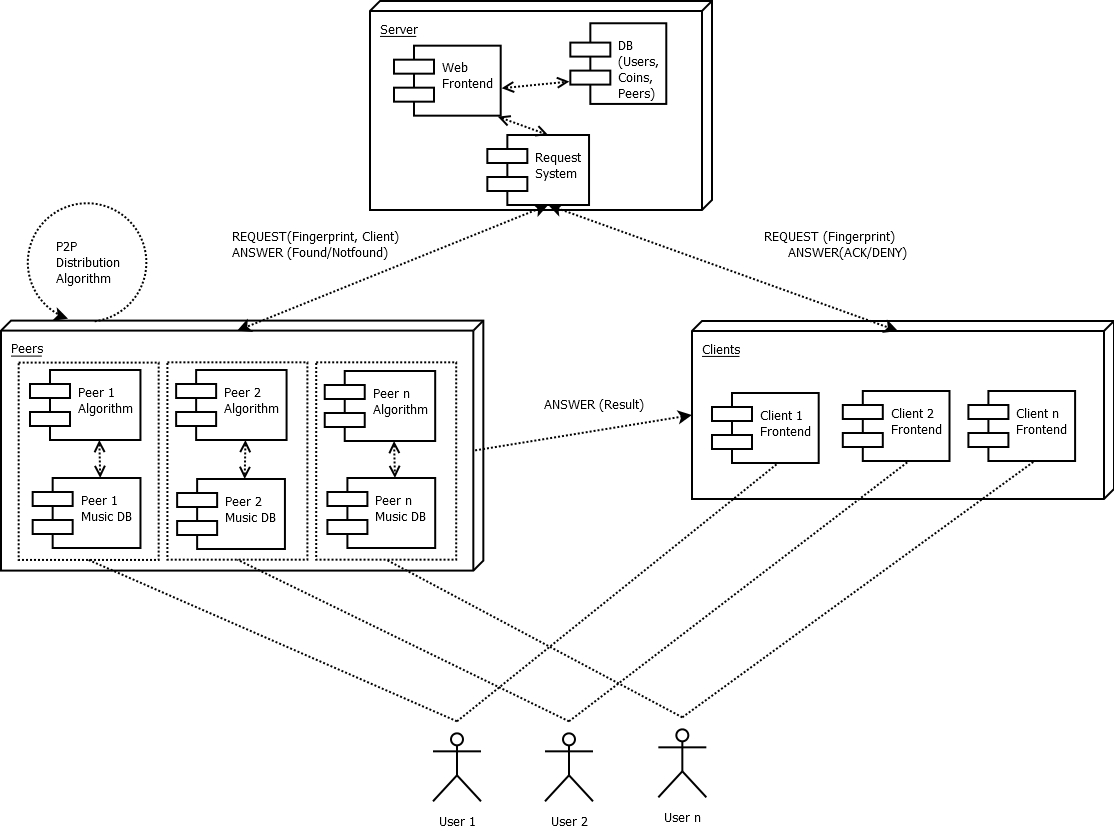 Server
Web
Frontend
DB
(Users,
Coins,
Peers)
Request
System
P2P
Distribution
Algorithm
REQUEST(Fingerprint, Client)
ANSWER (Found/Notfound)
REQUEST (Fingerprint)
ANSWER(ACK/DENY)
Peers
Peer 1
Algorithm
Peer 2
Algorithm
Peer n
Algorithm
Peer 1
Music DB
Peer 2
Music DB
Peer n
Music DB
ANSWER (Result)
Clients
Client 1
Frontend
Client 2
Frontend
Client n
Frontend
User 1
User 2
User n